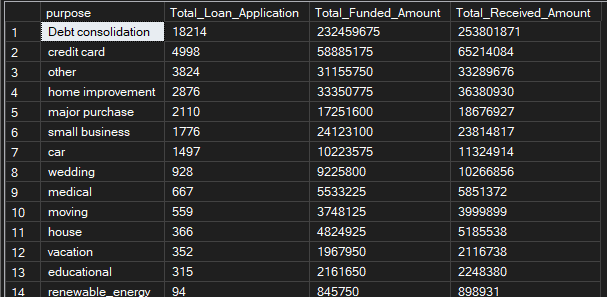 purpose Total_Loan_Application Total_Funded_Amount Total_Received_Amount
1 Debt consolidation 18214 232459675 253801871
2 credit card 4998 58885175 65214084
3 other 3824 31155750 33289676
4 home improvement 2876 33350775 36380930
5 major purchase 2110 17251600 18676927
6 small business 1776 24123100 23814817
7 car 1497 10223575 11324914
8 wedding 928 9225800 10266856
9 medical 667 5533225 5851372
10 moving 559 3748125 3999899
11 house 366 4824925 5185538
12 vacation 352 1967950 2116738
13 educational 315 2161650 2248380
14 renewable_energy 94 845750 898931